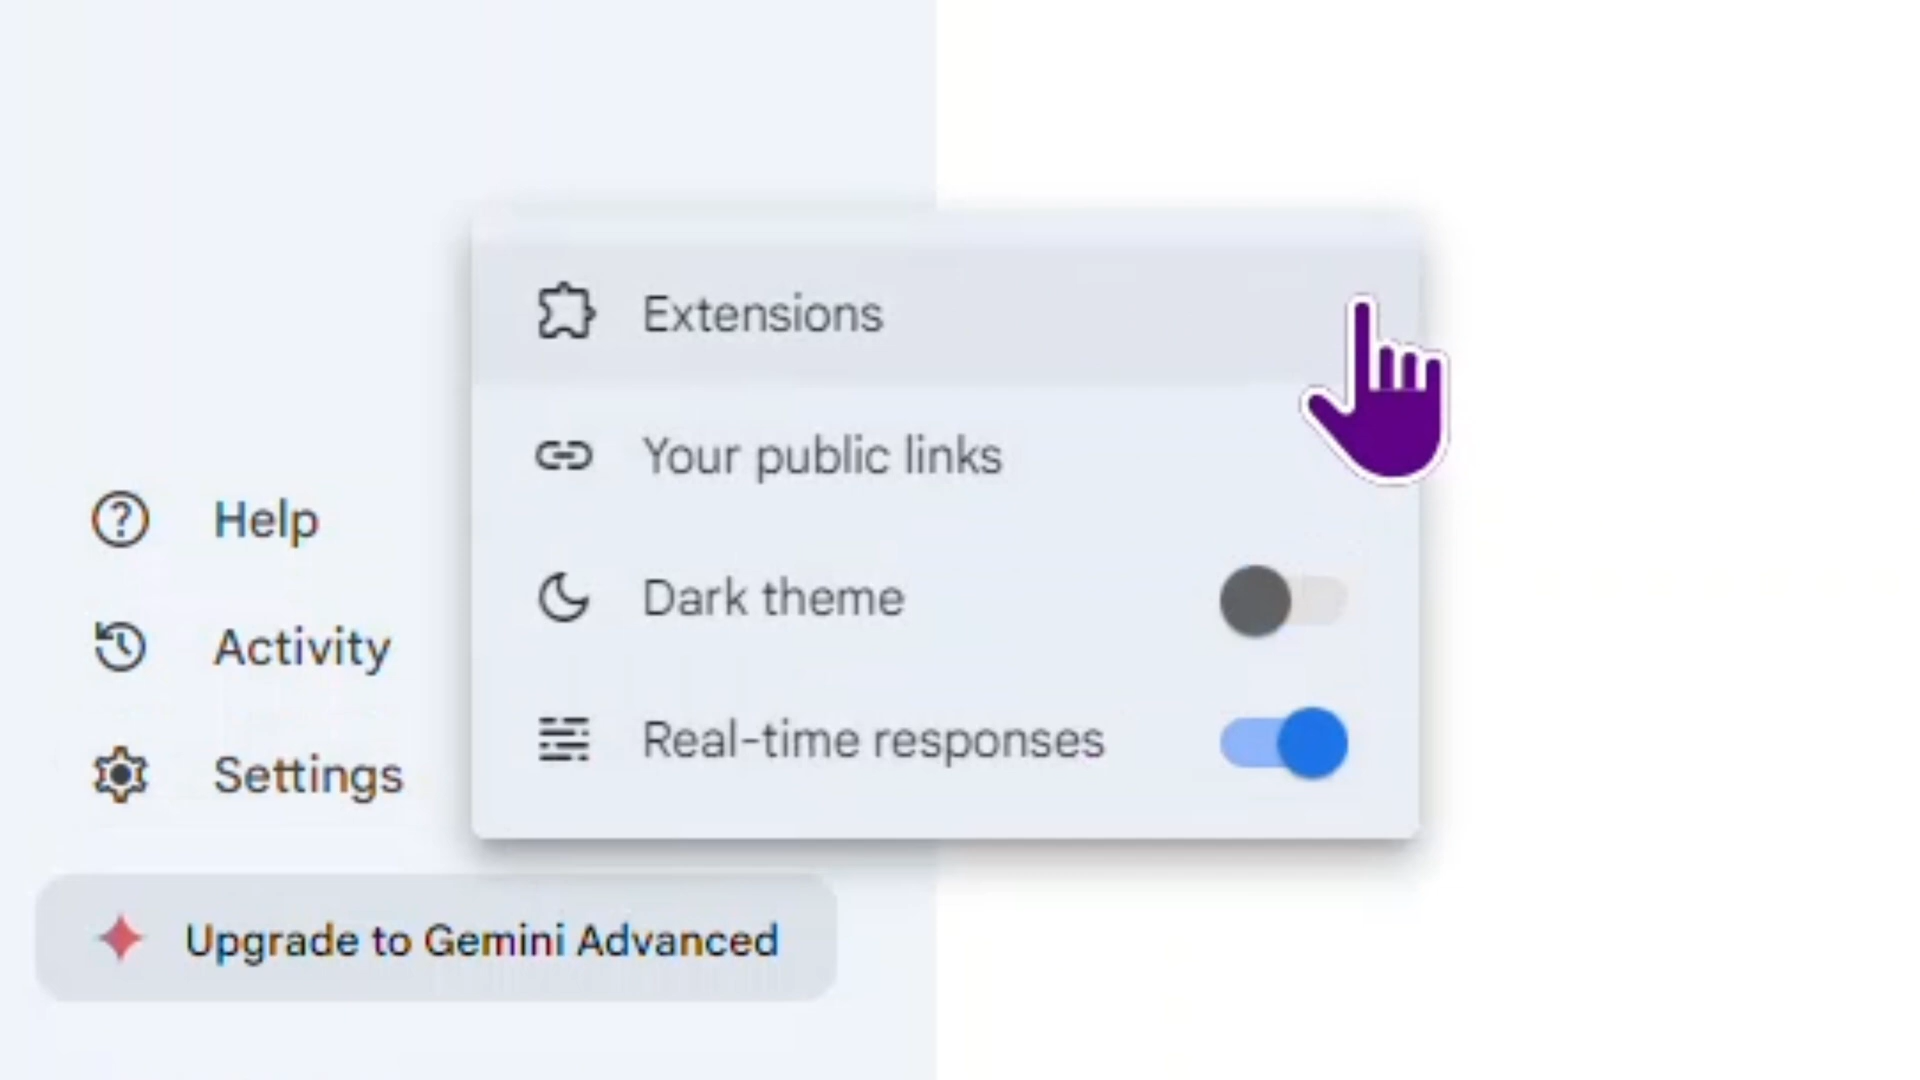 Extensions
Your public links
Dark theme
Real-time responses
Help
Activity
Settings
Upgrade to Gemini Advanced